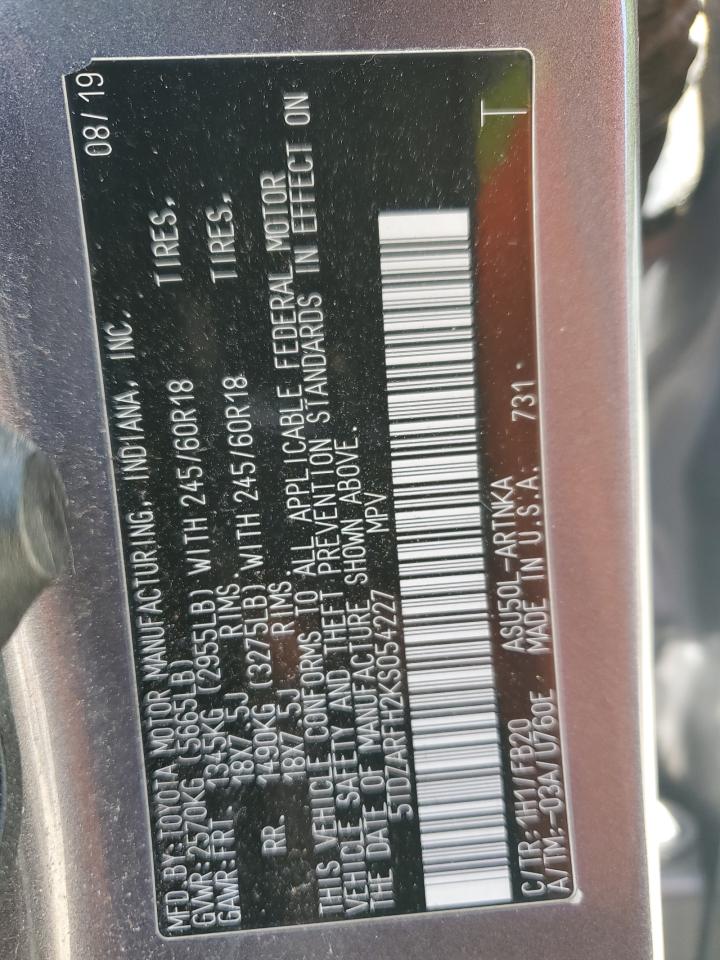 MFD BY: TOYOTA MOTOR MANUFACTURING, INDIANA, INC. 08/19
GVWR:2570KG (5665LB)
GAWR:FRT. 1345KG (2955LB) WITH 245/60R18 TIRES,
18X7.5J RIMS.
RR. 1490KG (3275LB) WITH 245/60R18 TIRES,
18X7.5J RIMS
THIS VEHICLE CONFORMS TO ALL APPLICABLE FEDERAL MOTOR
VEHICLE SAFETY AND THEFT PREVENTION STANDARDS IN EFFECT ON
THE DATE OF MANUFACTURE SHOWN ABOVE.
5TDZARFH2KS054227 MPV
C/TR: 1H1/FB20 ASU50L-ARTNKA T
A/TM:-03A/U760E MADE IN U.S.A. 731